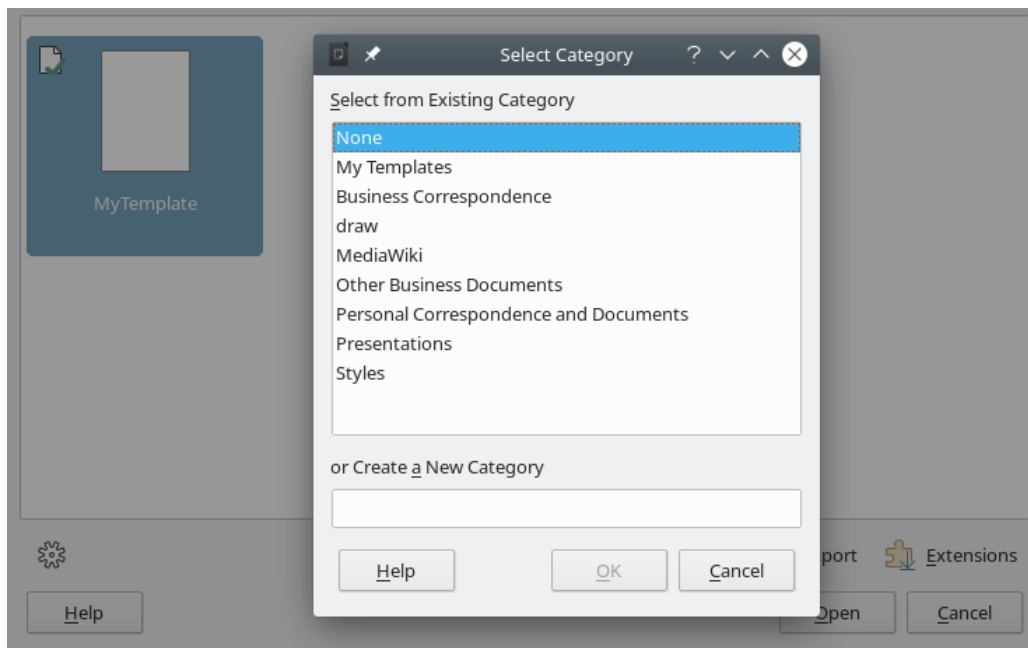 Select Category
Select from Existing Category
None
My Templates
Business Correspondence
draw
MediaWiki
Other Business Documents
Personal Correspondence and Documents
Presentations
Styles
or Create a New Category
Help
OK
Cancel
MyTemplate
port
Extensions
Help
Open
Cancel